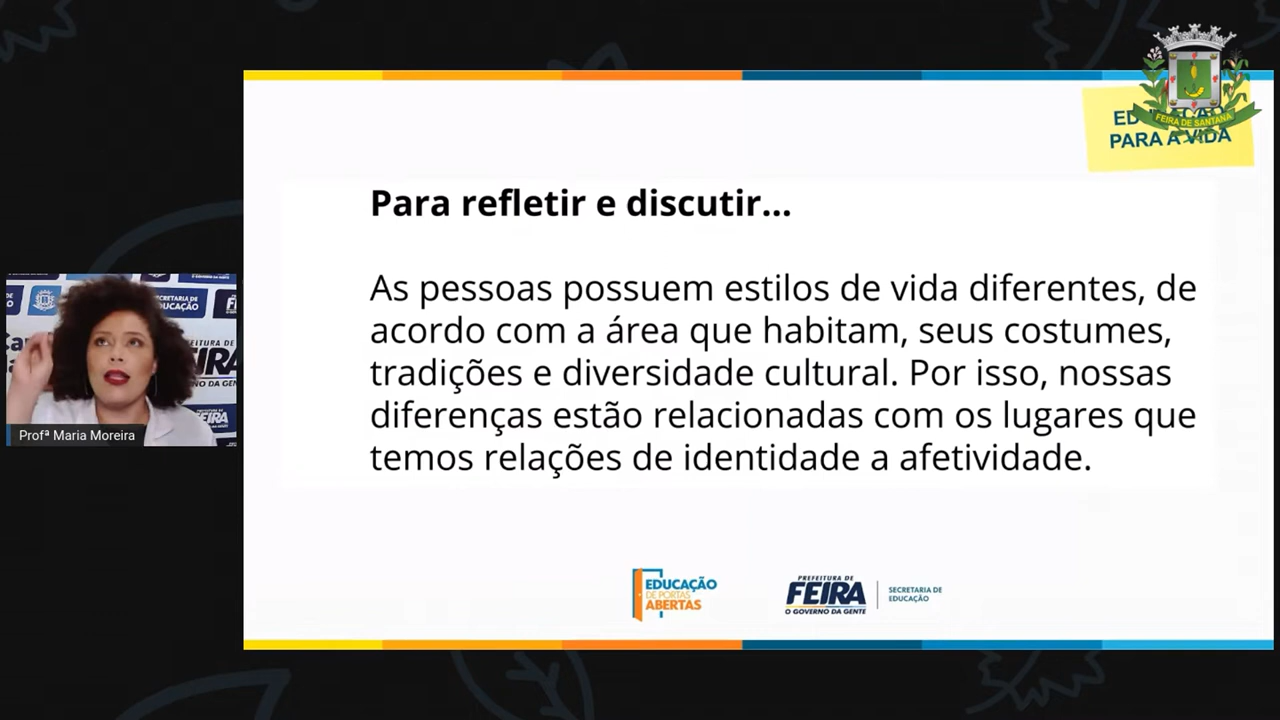 FEIRA DE SANTANA
PARA A VIDA
Para refletir e discutir...
As pessoas possuem estilos de vida diferentes, de
acordo com a área que habitam, seus costumes,
tradições e diversidade cultural. Por isso, nossas
diferenças estão relacionadas com os lugares que
temos relações de identidade a afetividade.
SECRETARIA DE
EDUCAÇÃO
Profª Maria Moreira
EDUCAÇÃO
DE PORTAS
ABERTAS
PREFEITURA DE
FEIRA
O GOVERNO DA GENTE
SECRETARIA DE
EDUCAÇÃO